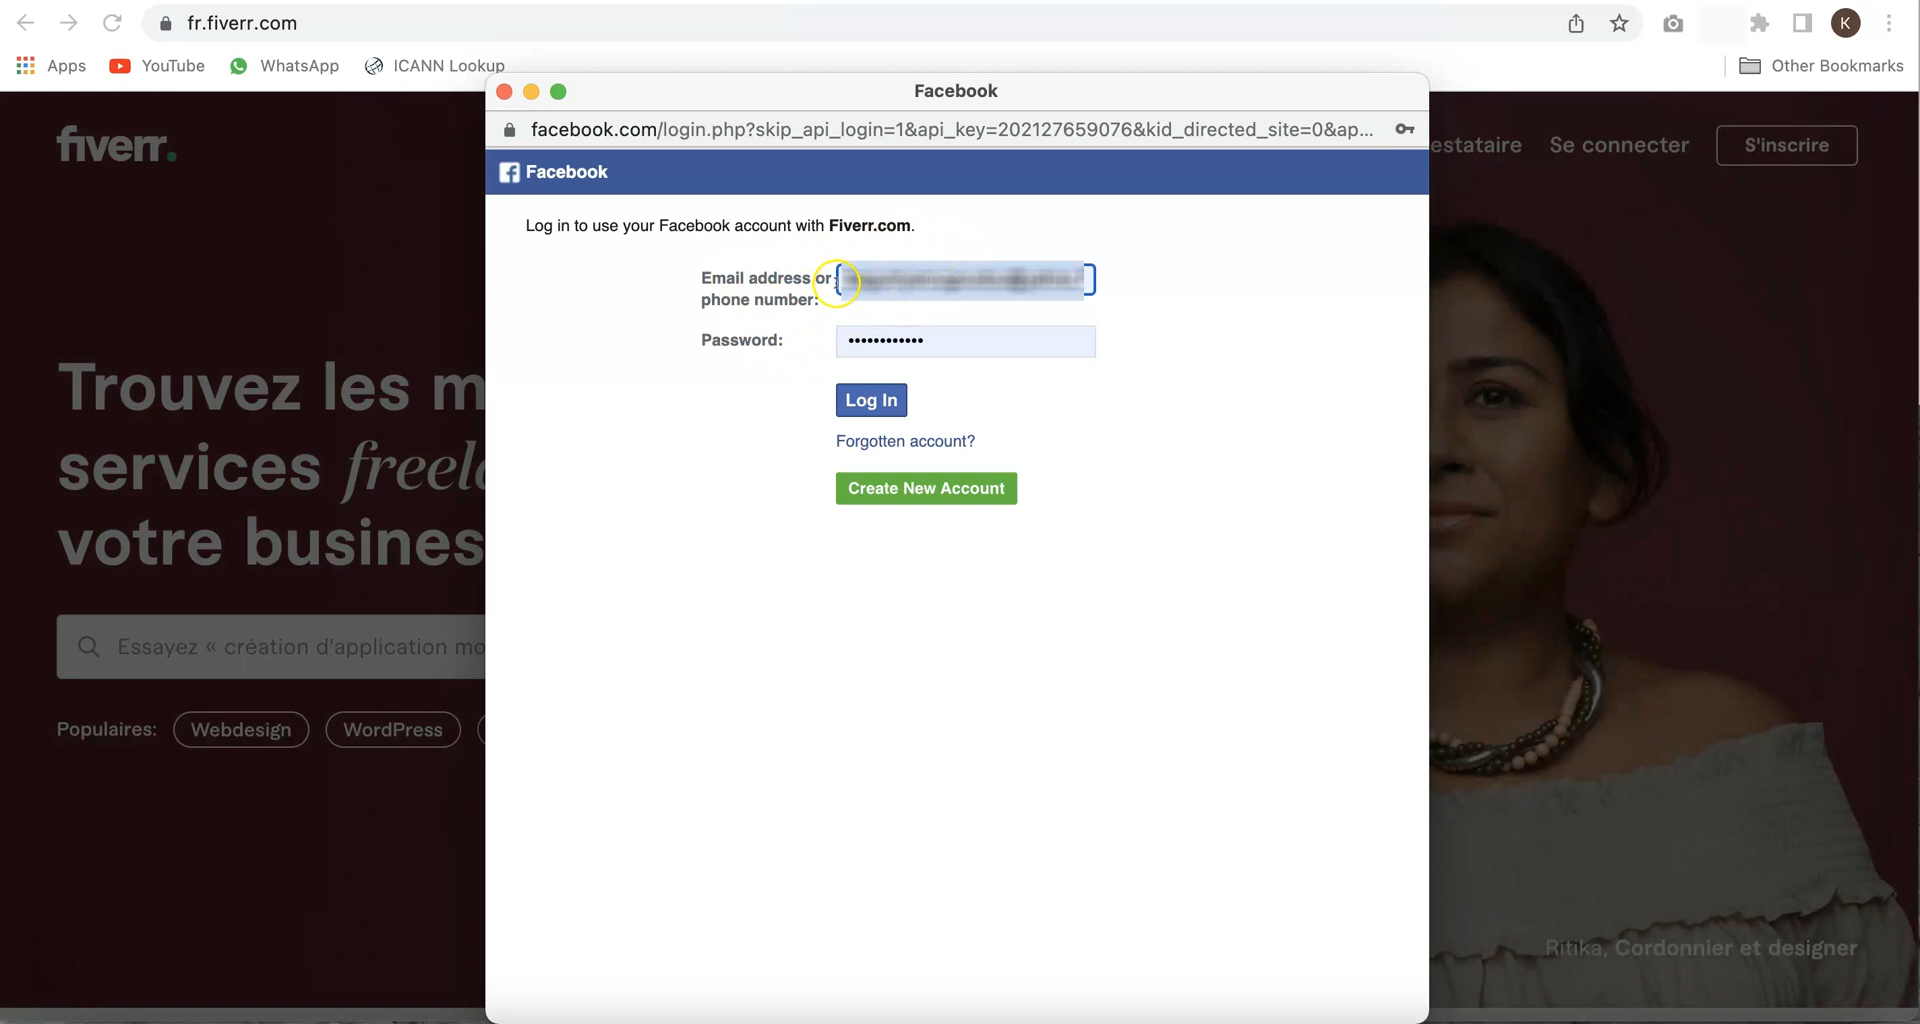 fr.fiverr.com
K
Apps
YouTube
WhatsApp
ICANN Lookup
Other Bookmarks
Facebook
facebook.com/login.php?skip_api_login=1&api_key=202127659076&kid_directed_site=0&ap...
fiverr.
estataire
Se connecter
S'inscrire
Facebook
Log in to use your Facebook account with Fiverr.com.
Email address or
phone number:
Password:
Log In
Forgotten account?
Create New Account
Trouvez les m
services freel
votre busines
Essayez « création d'application mo
Populaires:
Webdesign
WordPress
Ritika, Cordonnier et designer